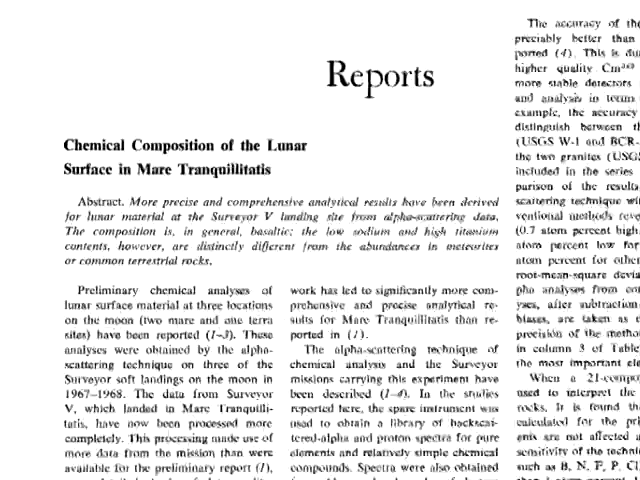 Reports
Chemical Composition of the Lunar
Surface in Mare Tranquillitatis
Abstract. More precise and comprehensive analytical results have been derived
for lunar material at the Surveyor V landing site from alpha-scattering data.
The composition is, in general, basaltic; the low sodium and high titanium
contents, however, are distinctly different from the abundances in meteorites
or common terrestrial rocks.
Preliminary chemical analyses of
lunar surface material at three locations
on the moon (two mare and one terra
sites) have been reported (1-3). These
analyses were obtained by the alpha-
scattering technique on three of the
Surveyor soft landings on the moon in
1967-1968. The data from Surveyor
V, which landed in Mare Tranquilli-
tatis, have now been processed more
completely. This processing made use of
more data from the mission than were
available for the preliminary report (1),
work has led to significantly more com-
prehensive and precise analytical re-
sults for Mare Tranquillitatis than re-
ported in (1).
The alpha-scattering technique of
chemical analysis and the Surveyor
missions carrying this experiment have
been described (1-4). In the studies
reported here, the spare instrument was
used to obtain a library of backscat-
tered-alpha and proton spectra for pure
elements and relatively simple chemical
compounds. Spectra were also obtained
The accuracy of the
preciably better than
ported (4). This is du
higher quality Cm
more stable detectors
and analysis in terms
example, the accuracy
distinguish between th
(USGS W-1 and BCR-
the two granites (USGS
included in the series
parison of the results
scattering technique wi
ventional methods reve
(0.7 atom percent high
atom percent low for
atom percent for other
root-mean-square devia
pha analyses from con
yses, after subtraction
biases, are taken as
precision of the metho
in column 3 of Table
the most important ele
When a 21-compo
used to interpret the
rocks, it is found th
calculated for the pri
ents are not affected a
sensitivity of the techni
such as B, N, F, P, Cl